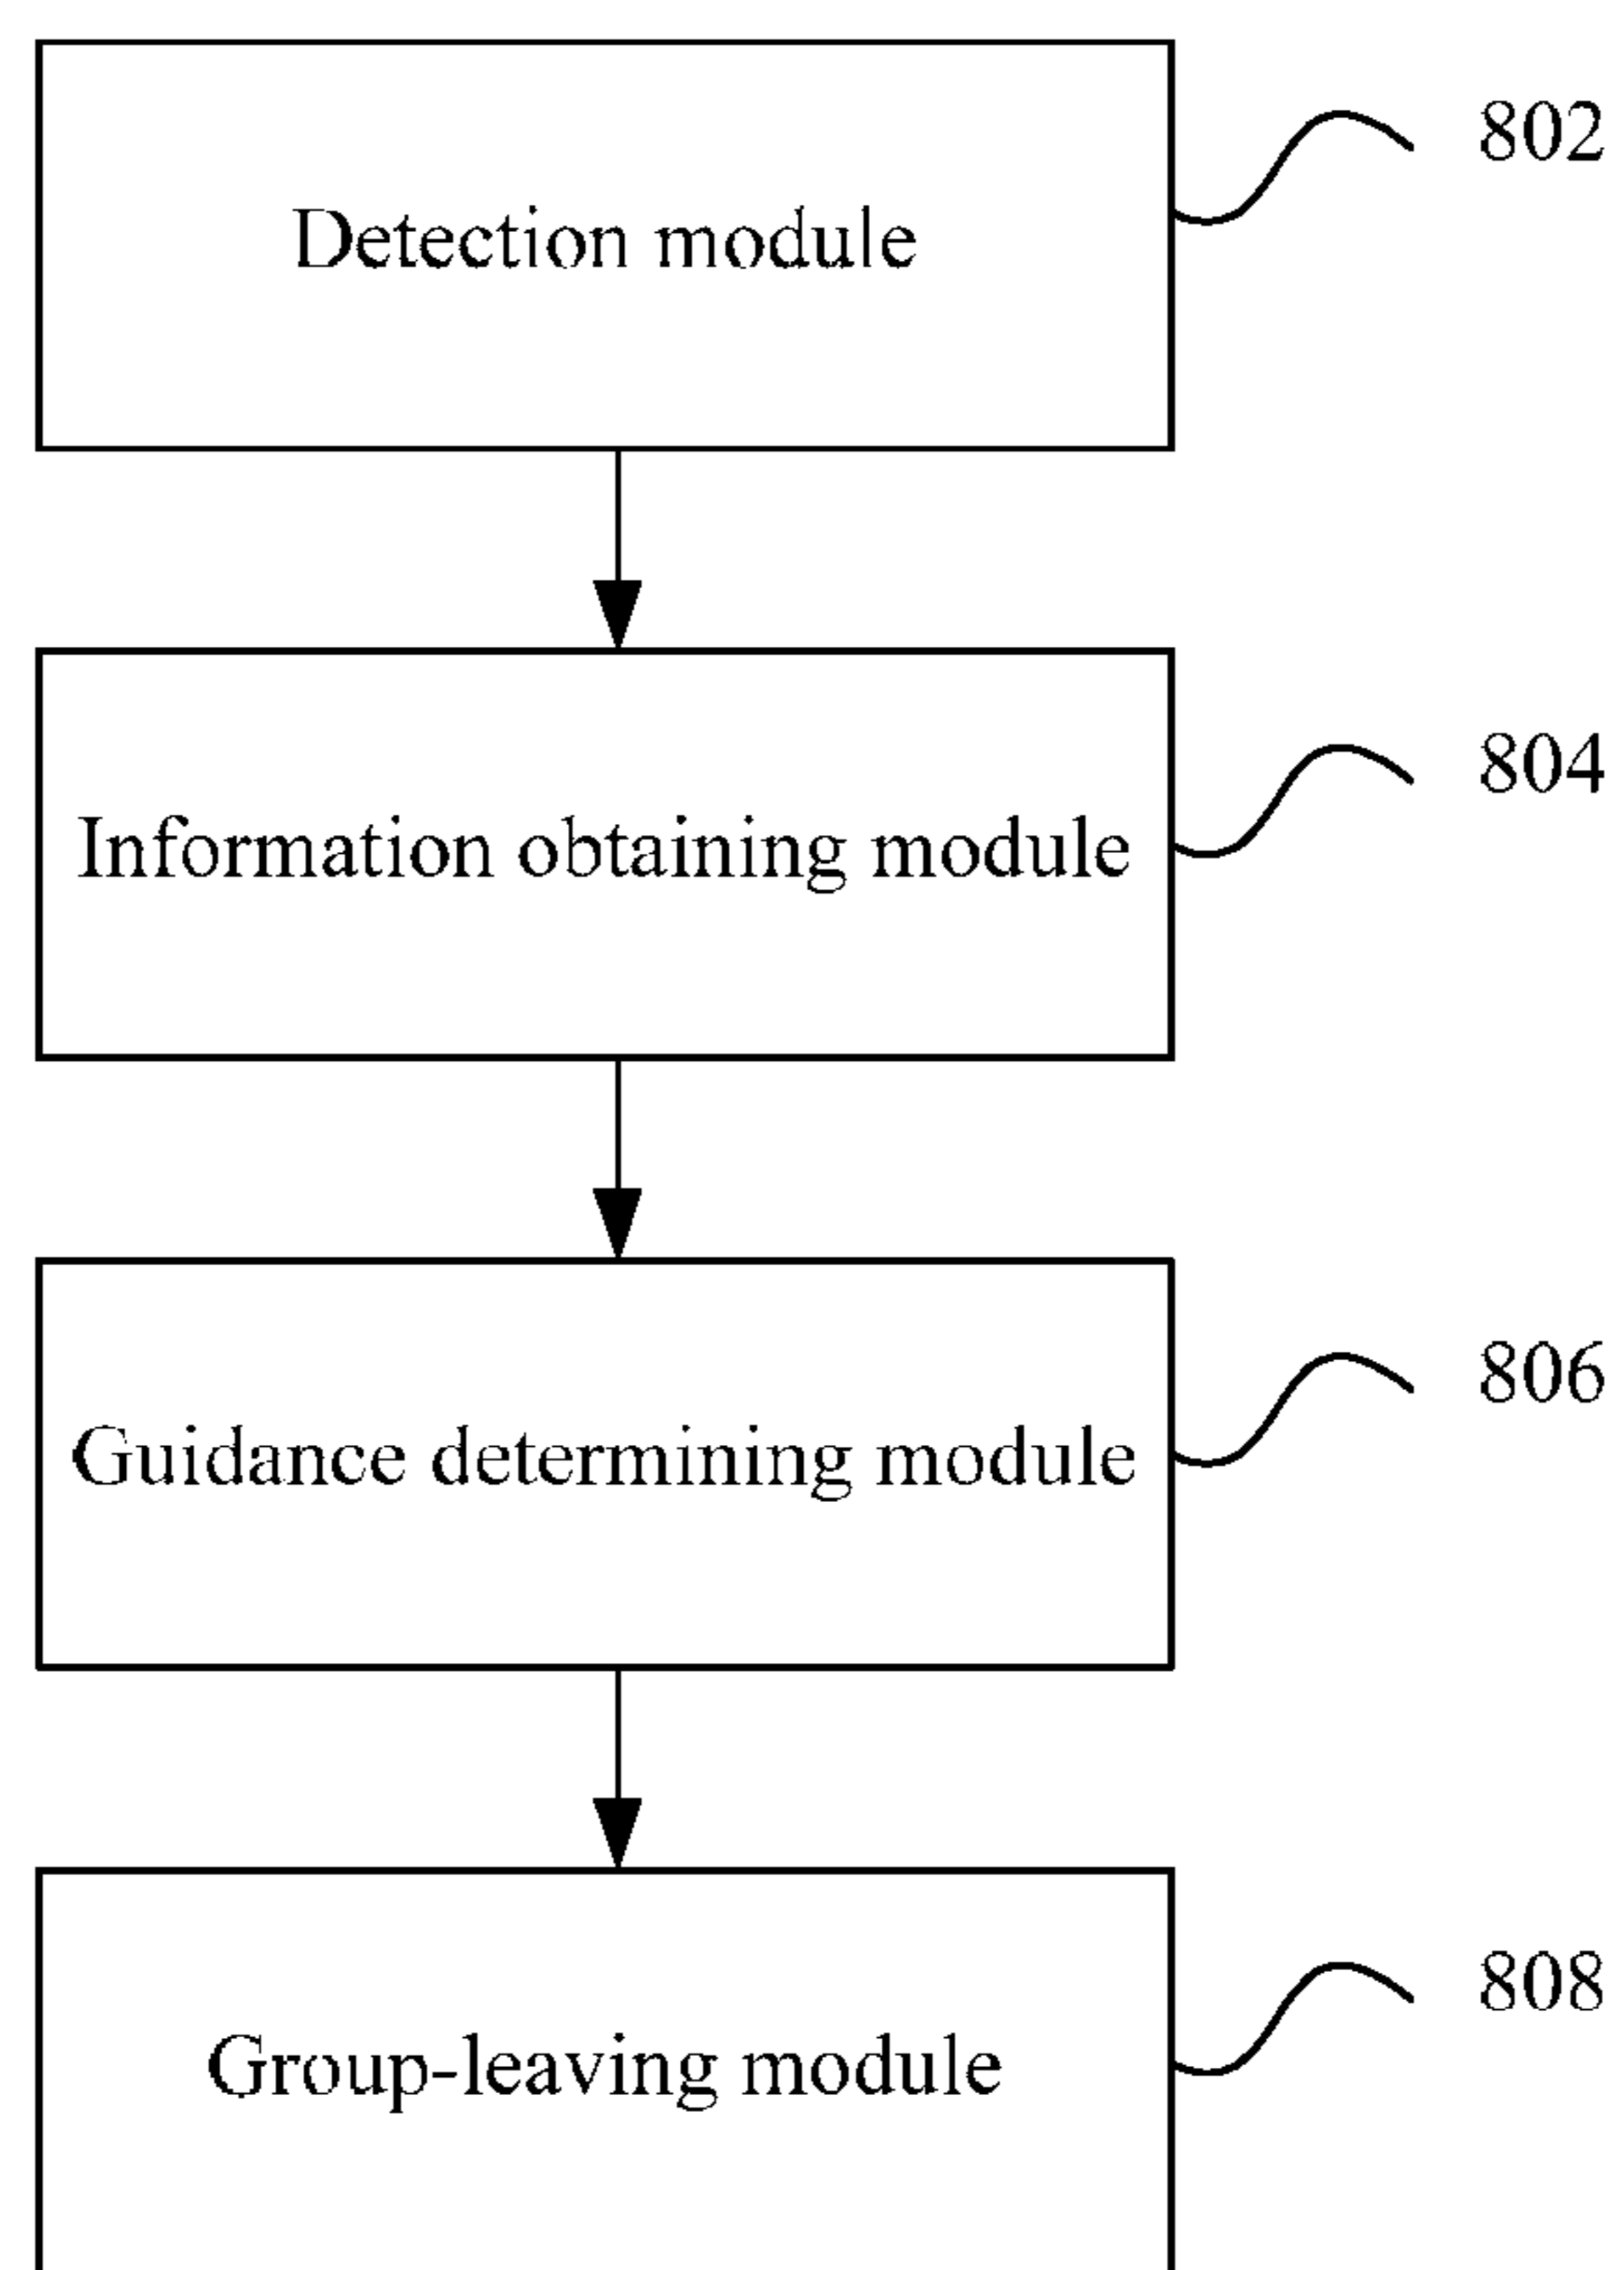 802
Detection module
804
Information obtaining module
806
Guidance determining module
808
Group-leaving module